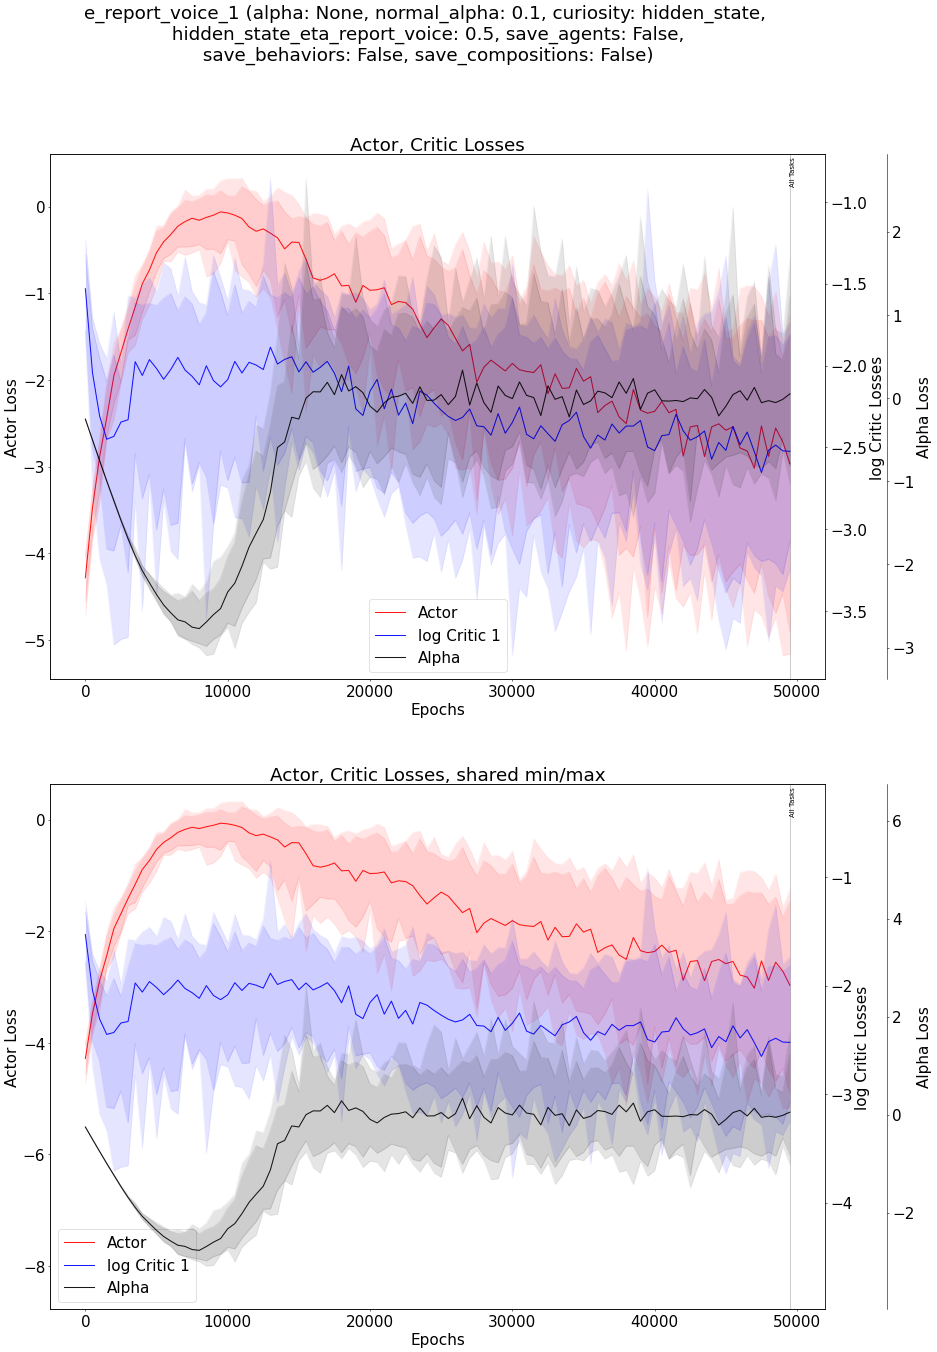 e_report_voice_1 (alpha: None, normal_alpha: 0.1, curiosity: hidden_state,
hidden_state_eta_report_voice: 0.5, save_agents: False,
save_behaviors: False, save_compositions: False)
Actor, Critic Losses
All Tasks
0
−1
−2
−3
−4
−5
Actor Loss
-1.0
−1.5
−2.0
−2.5
−3.0
−3.5
log Critic Losses
2
1
0
−1
−2
−3
Alpha Loss
Actor
log Critic 1
Alpha
0
10000
20000
30000
40000
50000
Epochs
Actor, Critic Losses, shared min/max
All Tasks
0
−2
−4
−6
−8
Actor Loss
−1
−2
−3
−4
log Critic Losses
6
4
2
0
−2
Alpha Loss
Actor
log Critic 1
Alpha
0
10000
20000
30000
40000
50000
Epochs